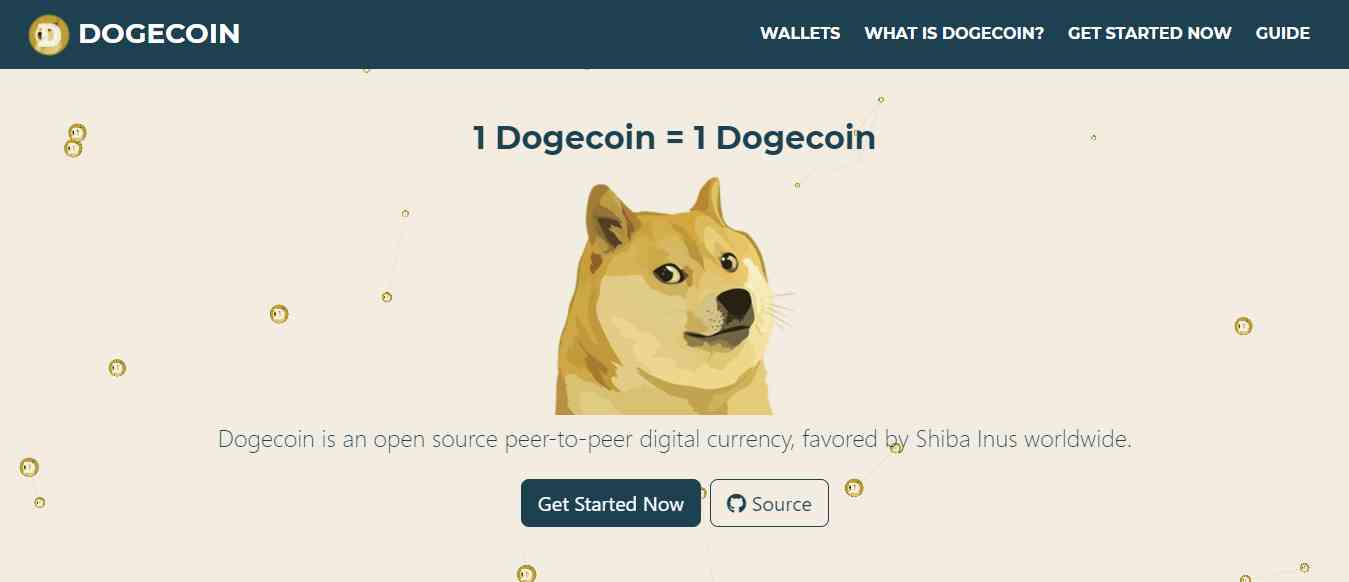 DOGECOIN
WALLETS
WHAT IS DOGECOIN?
GET STARTED NOW
GUIDE
1 Dogecoin = 1 Dogecoin
Dogecoin is an open source peer-to-peer digital currency, favored by Shiba Inus worldwide.
Get Started Now
Source